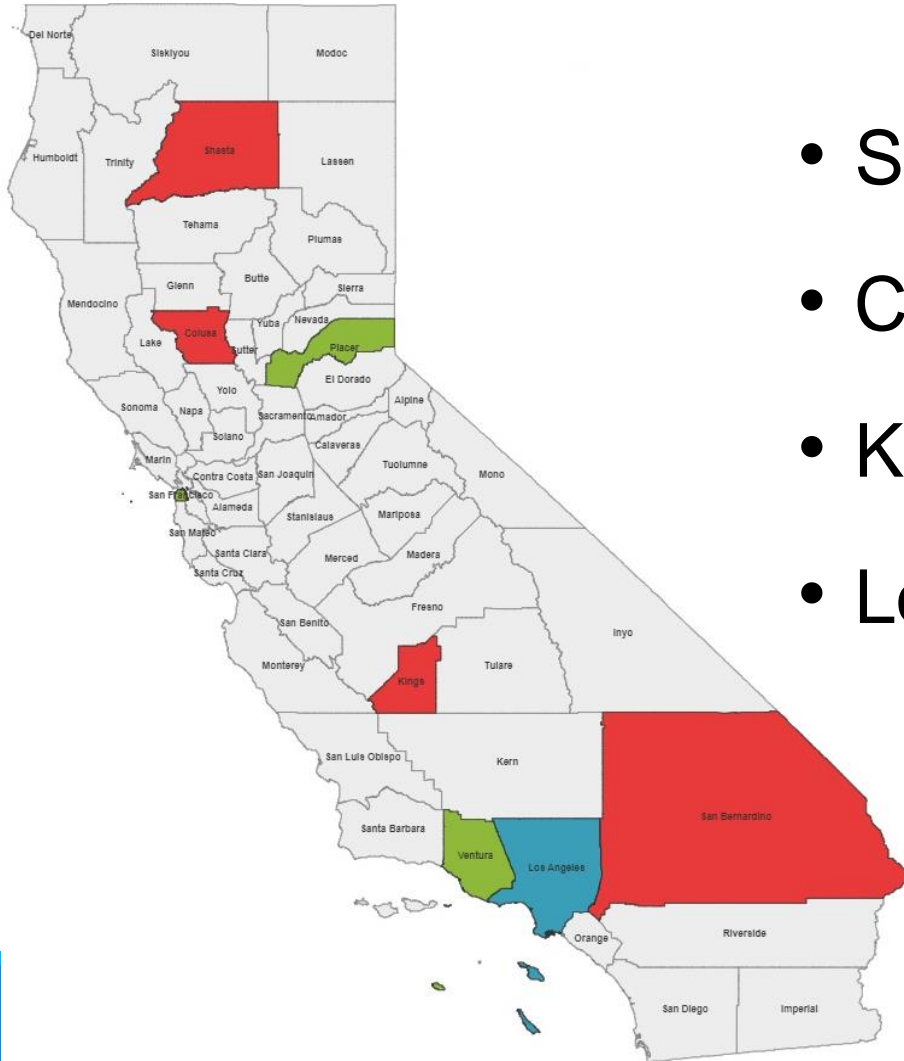 Del Norte
Siskiyou
Modoc
Humboldt
Trinity
Shasta
Lassen
Tehama
Plumas
Mendocino
Glenn
Butte
Sierra
Lake
Colusa
Sutter
Yuba
Nevada
Placer
El Dorado
Yolo
Sonoma
Napa
Sacramento
Amador
Alpine
Solano
Calaveras
Marin
Contra Costa
San Joaquin
Tuolumne
Mono
San Francisco
Alameda
Stanislaus
Mariposa
San Mateo
Santa Clara
Merced
Madera
Santa Cruz
Fresno
San Benito
Inyo
Monterey
Kings
Tulare
San Luis Obispo
Kern
Santa Barbara
San Bernardino
Ventura
Los Angeles
Orange
Riverside
San Diego
Imperial
• S
• C
• K
• Lo